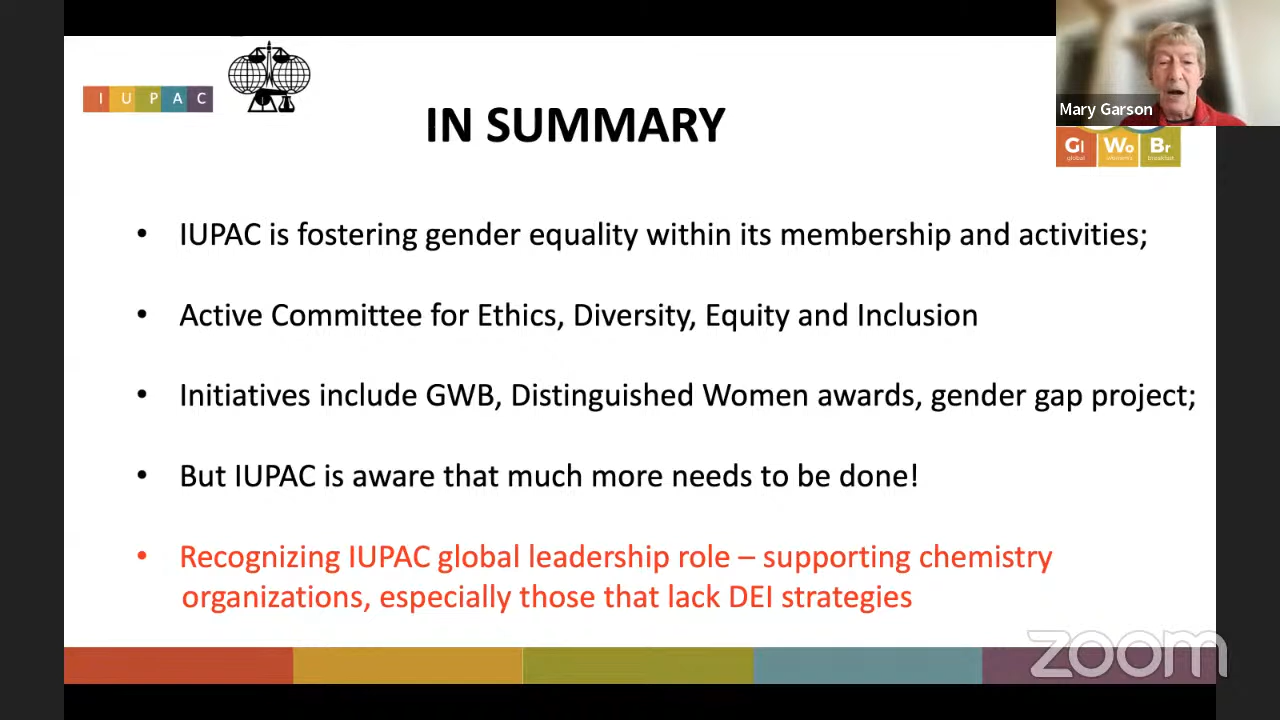 I U P A C
IN SUMMARY
Mary Garson
Gl Wo Br
global women's breakfast
• IUPAC is fostering gender equality within its membership and activities;
• Active Committee for Ethics, Diversity, Equity and Inclusion
• Initiatives include GWB, Distinguished Women awards, gender gap project;
• But IUPAC is aware that much more needs to be done!
• Recognizing IUPAC global leadership role – supporting chemistry
organizations, especially those that lack DEI strategies
zoom